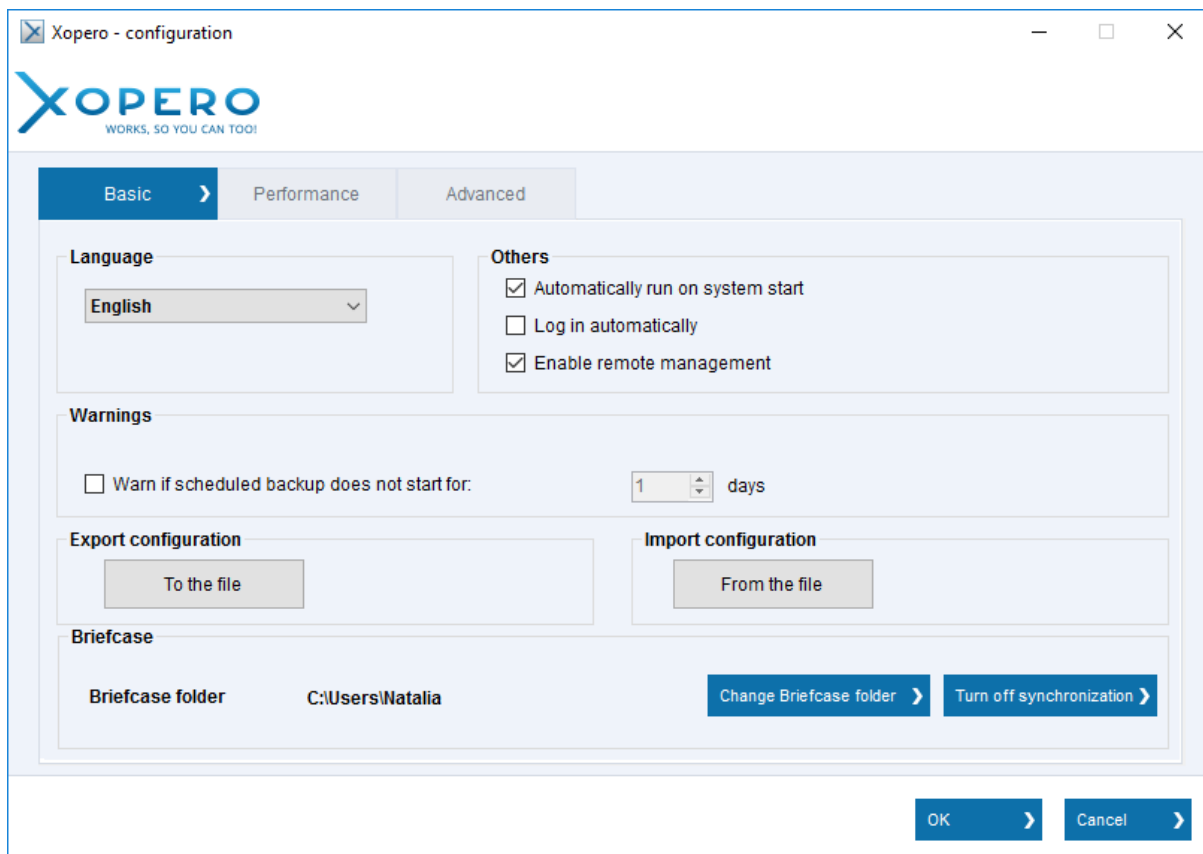 Xopero - configuration
XOPERO
WORKS, SO YOU CAN TOO!
Basic
Performance
Advanced
Language
English
Others
Automatically run on system start
Log in automatically
Enable remote management
Warnings
Warn if scheduled backup does not start for:
1
days
Export configuration
To the file
Import configuration
From the file
Briefcase
Briefcase folder
C:\Users\Natalia
Change Briefcase folder
Turn off synchronization
OK
Cancel